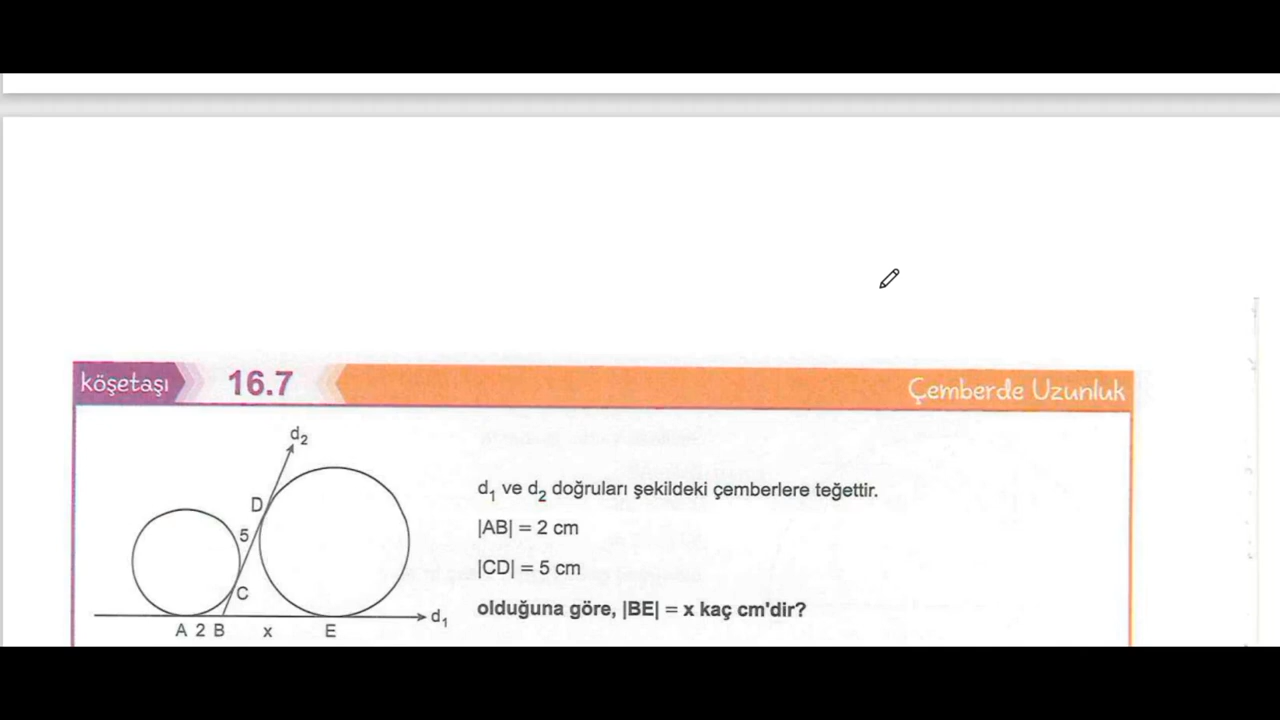 köşetaşı
16.7
Çemberde Uzunluk
d₂
D
5
C
A 2 B x E
d₁
d₁ ve d₂ doğruları şekildeki çemberlere teğettir.
|AB| = 2 cm
|CD| = 5 cm
olduğuna göre, |BE| = x kaç cm'dir?